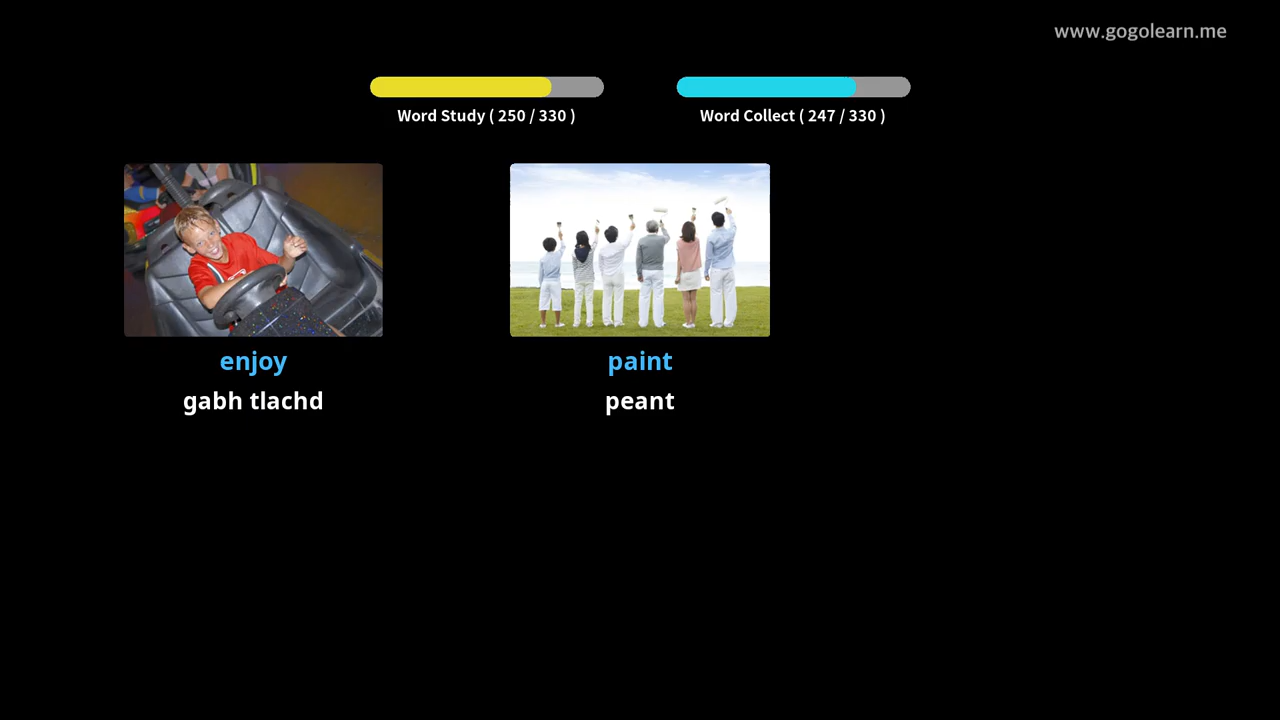 www.gogolearn.me
Word Study ( 250 / 330 )
Word Collect ( 247 / 330 )
enjoy
gabh tlachd
paint
peant